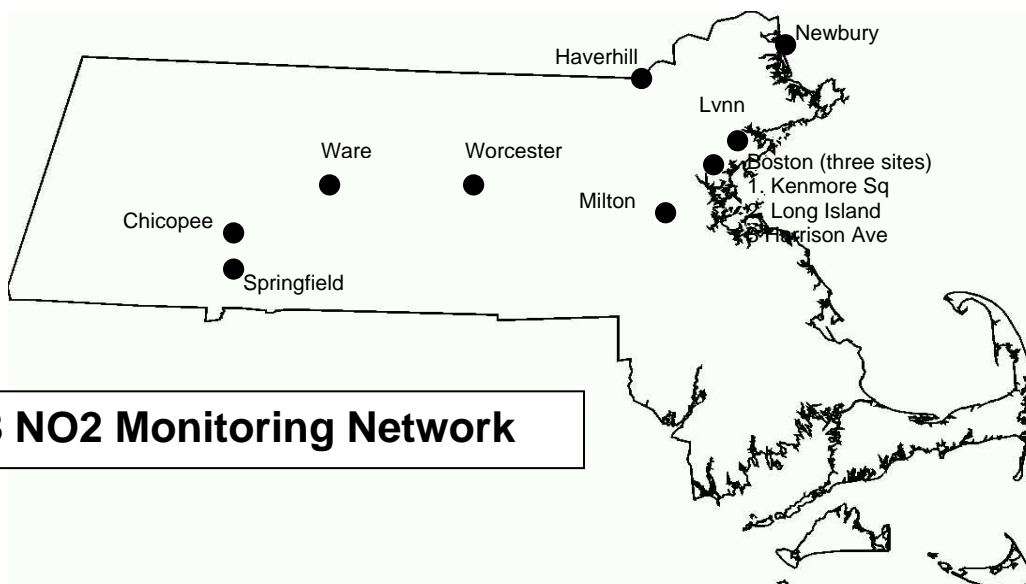 Newbury
Haverhill
Lynn
Ware
Worcester
Boston (three sites)
1. Kenmore Sq
Long Island
Milton
Harrison Ave
Chicopee
Springfield
NO2 Monitoring Network